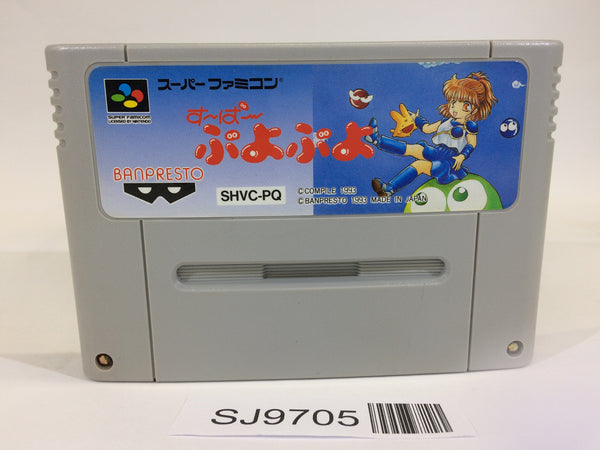 スーパーファミコン®
SUPER FAMICOM
LICENSED BY NINTENDO
す〜ぱ〜
ぷよぷよ
BANPRESTO
SHVC-PQ
© COMPILE 1993
© BANPRESTO 1993 MADE IN JAPAN
SJ9705